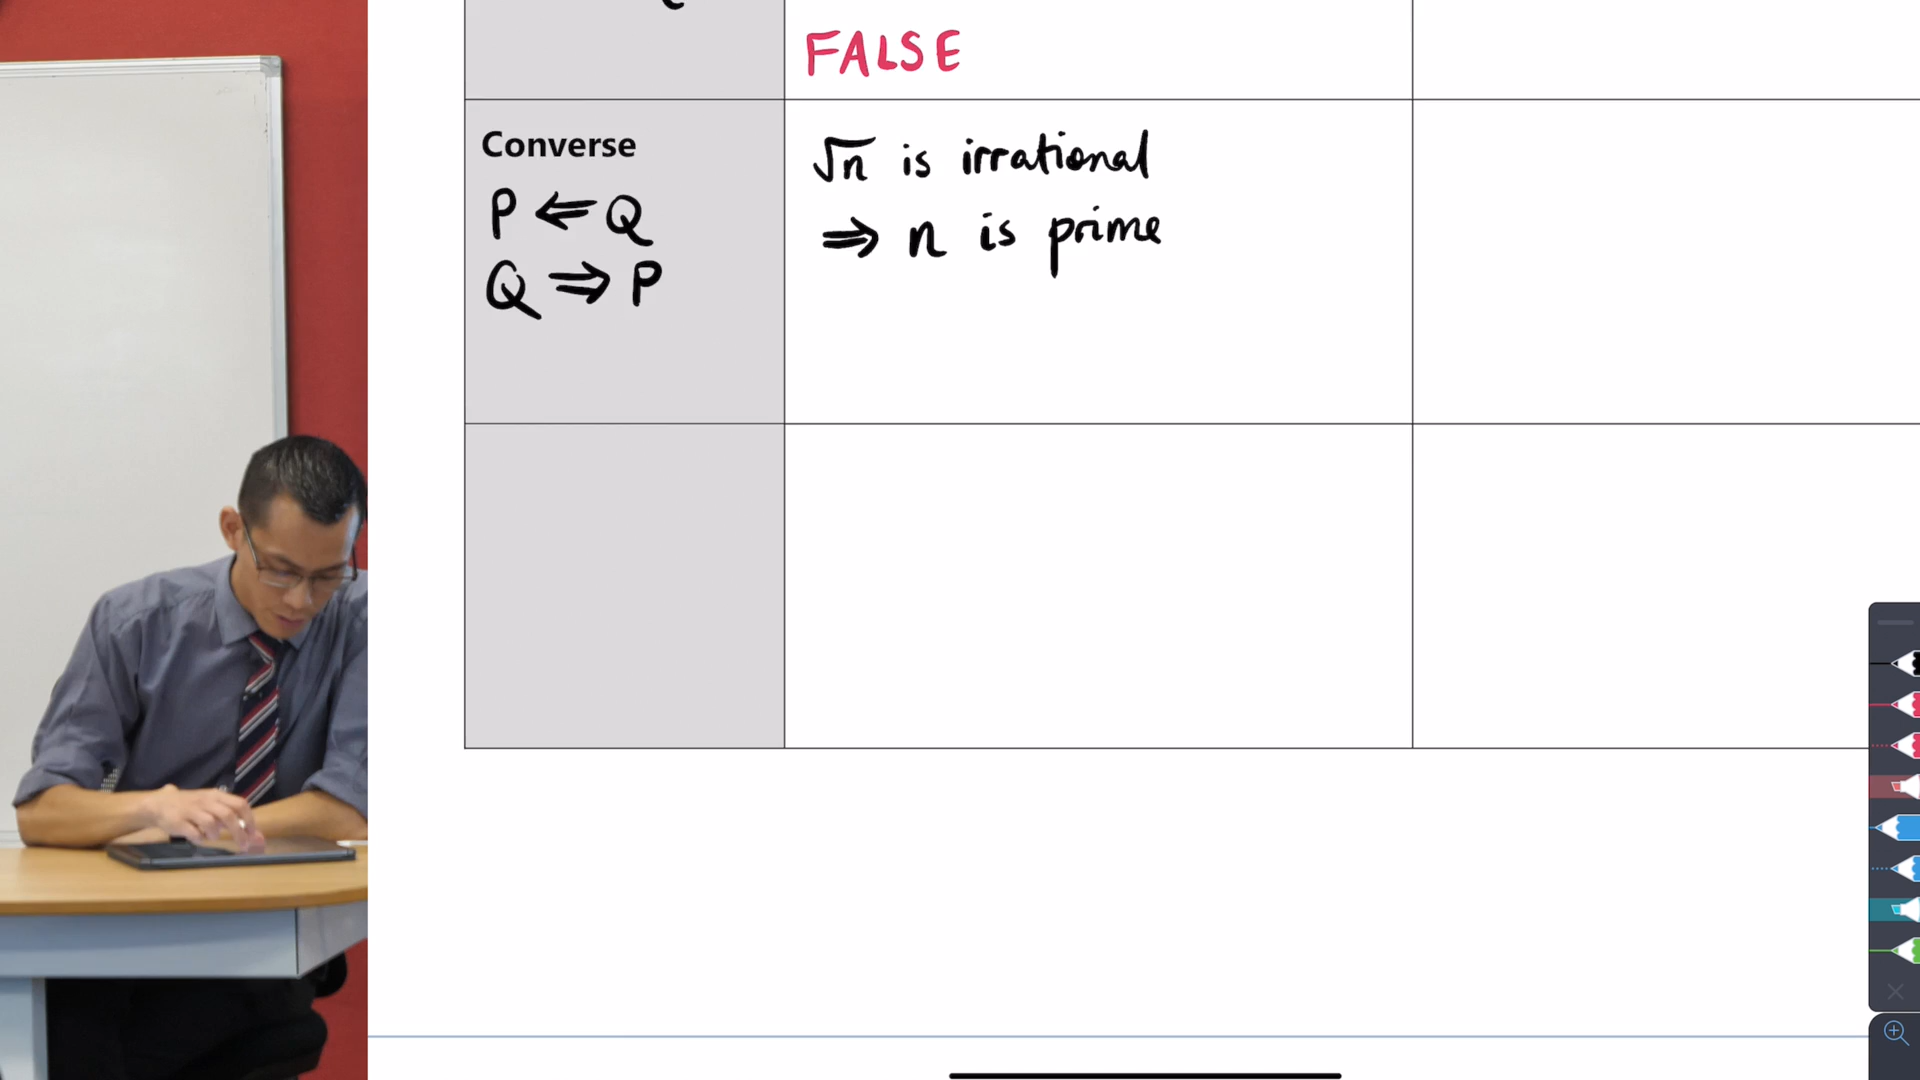 FALSE
Converse
P ⇐ Q
Q ⇒ P
√n is irrational
⇒ n is prime